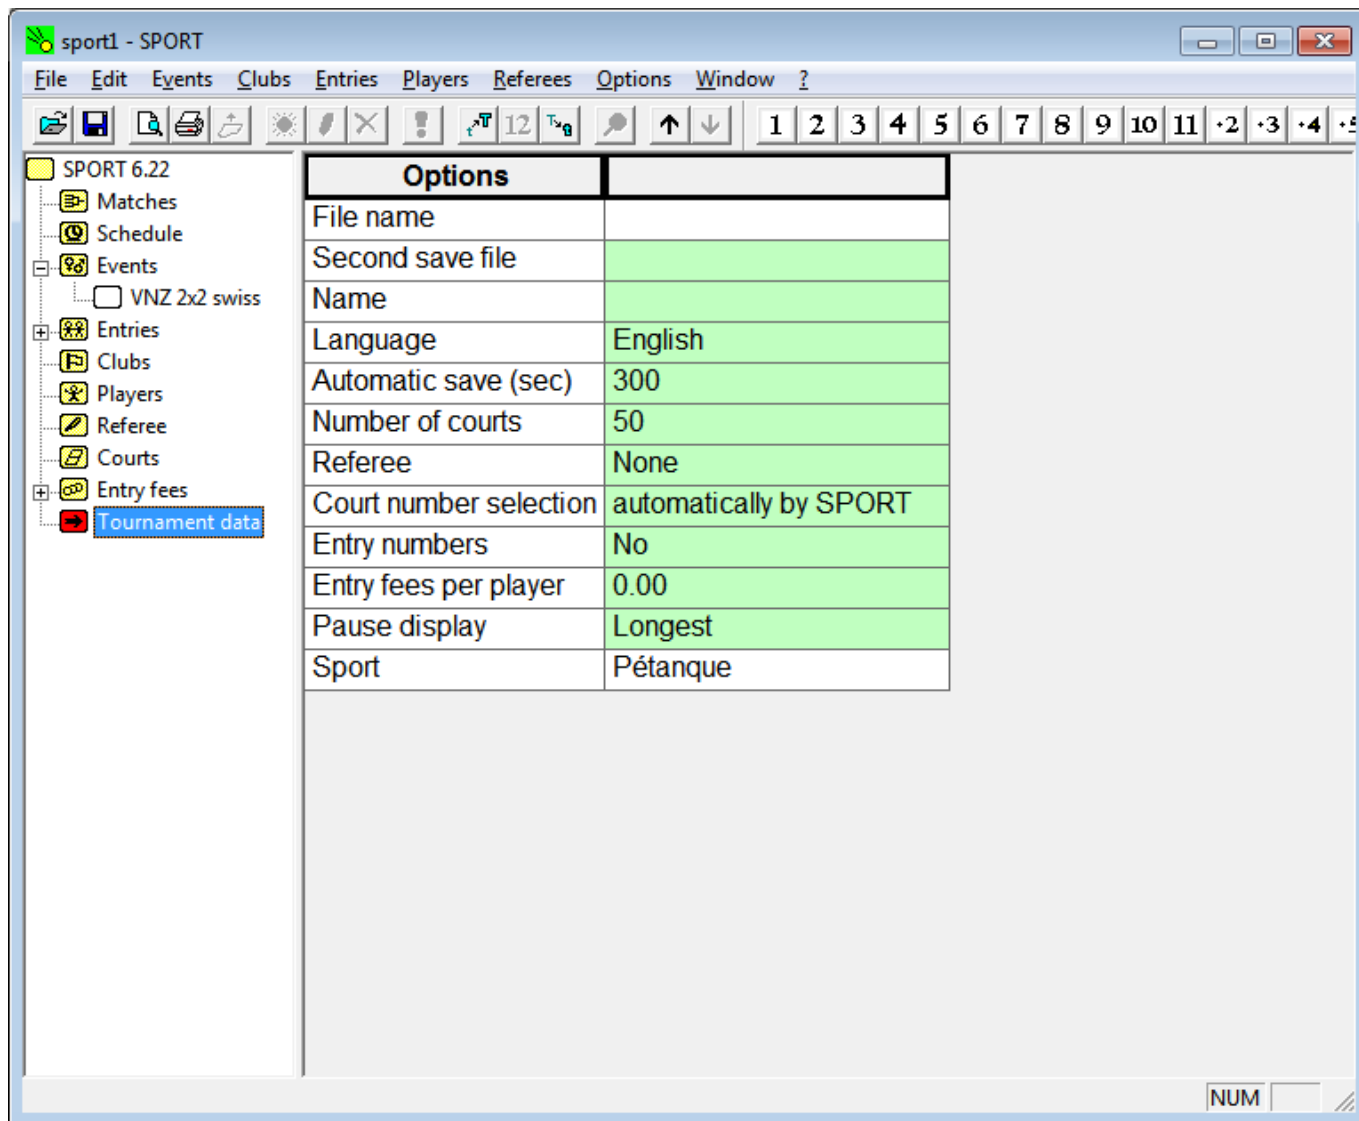 sport1 - SPORT
File Edit Events Clubs Entries Players Referees Options Window ?
12 1 2 3 4 5 6 7 8 9 10 11 +2 +3 +4
SPORT 6.22
Matches
Schedule
Events
VNZ 2x2 swiss
Entries
Clubs
Players
Referee
Courts
Entry fees
Tournament data
Options
File name
Second save file
Name
Language English
Automatic save (sec) 300
Number of courts 50
Referee None
Court number selection automatically by SPORT
Entry numbers No
Entry fees per player 0.00
Pause display Longest
Sport Pétanque
NUM